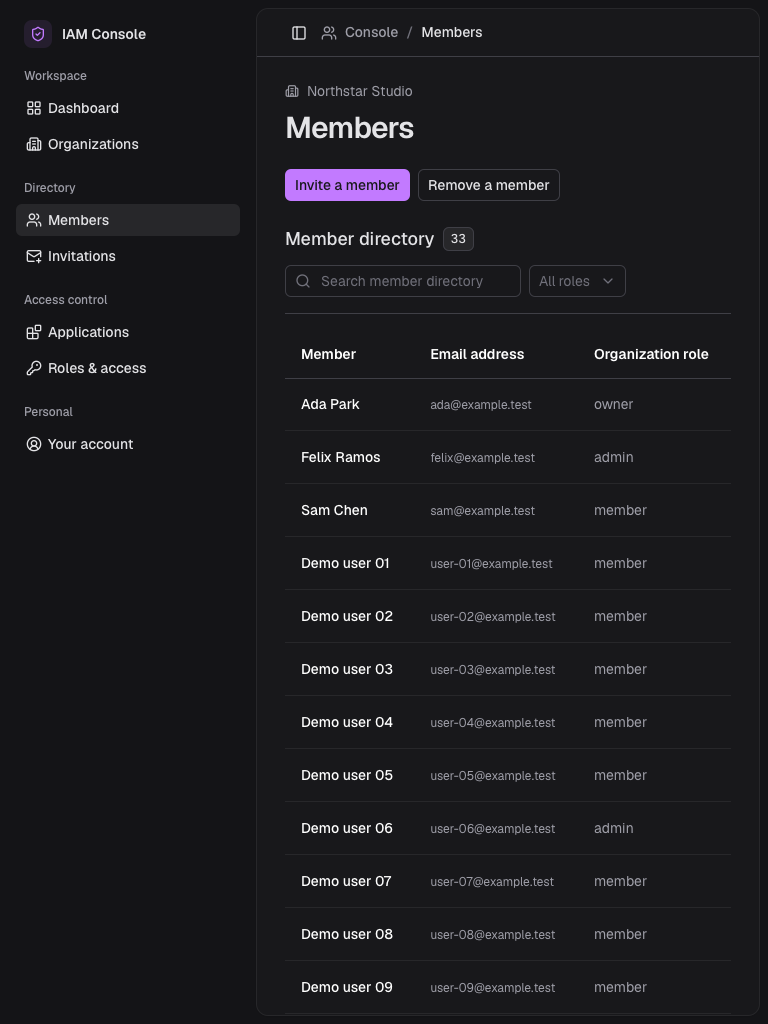 IAM Console
Workspace
Dashboard
Organizations
Directory
Members
Invitations
Access control
Applications
Roles & access
Personal
Your account
Console / Members
Northstar Studio
Members
Invite a member Remove a member
Member directory 33
Search member directory All roles
Member Email address Organization role
Ada Park ada@example.test owner
Felix Ramos felix@example.test admin
Sam Chen sam@example.test member
Demo user 01 user-01@example.test member
Demo user 02 user-02@example.test member
Demo user 03 user-03@example.test member
Demo user 04 user-04@example.test member
Demo user 05 user-05@example.test member
Demo user 06 user-06@example.test admin
Demo user 07 user-07@example.test member
Demo user 08 user-08@example.test member
Demo user 09 user-09@example.test member